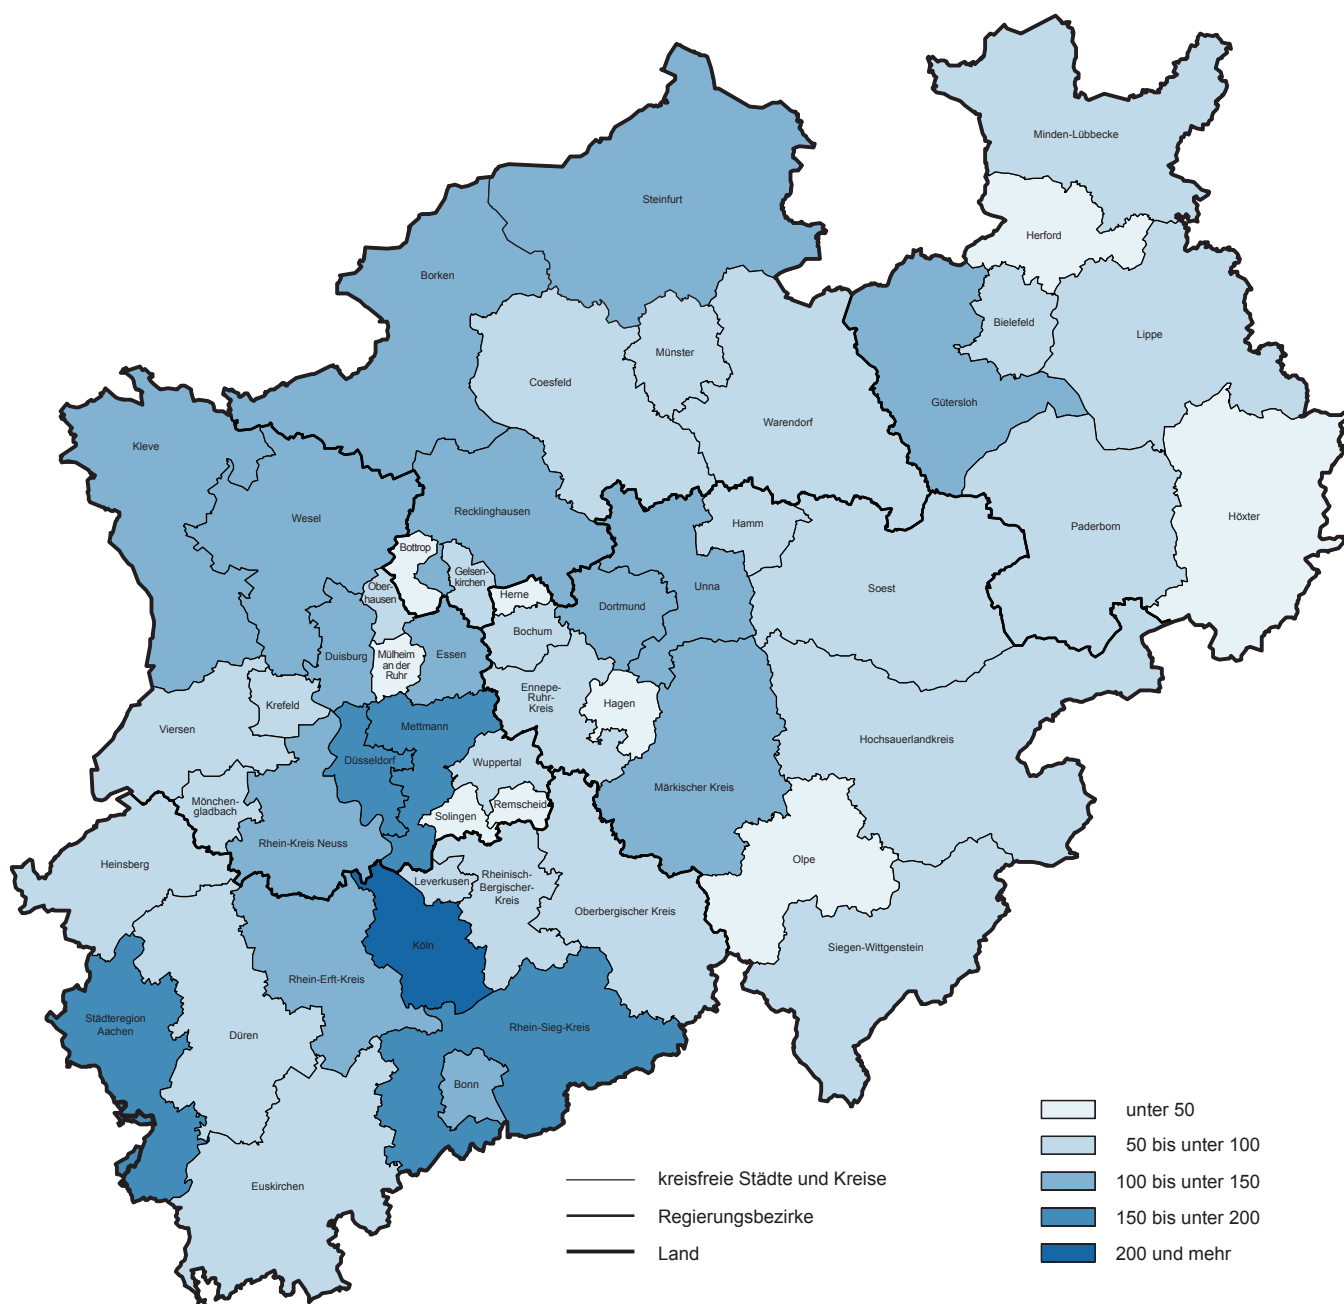 Minden-Lübbecke
Steinfurt
Herford
Borken
Bielefeld
Lippe
Münster
Coesfeld
Gütersloh
Warendorf
Kleve
Wesel
Recklinghausen
Höxter
Hamm
Paderborn
Bottrop
Gelsen-
kirchen
Ober-
hausen
Herne
Unna
Soest
Dortmund
Bochum
Duisburg
Mülheim
an der
Ruhr
Essen
Ennepe-
Ruhr-
Kreis
Hagen
Krefeld
Viersen
Mettmann
Hochsauerlandkreis
Düsseldorf
Wuppertal
Märkischer Kreis
Mönchen-
gladbach
Remscheid
Solingen
Rhein-Kreis Neuss
Heinsberg
Olpe
Leverkusen
Rheinisch-
Bergischer-
Kreis
Oberbergischer Kreis
Köln
Siegen-Wittgenstein
Rhein-Erft-Kreis
Städteregion
Aachen
Düren
Rhein-Sieg-Kreis
Bonn
Euskirchen
kreisfreie Städte und Kreise
Regierungsbezirke
Land
unter 50
50 bis unter 100
100 bis unter 150
150 bis unter 200
200 und mehr